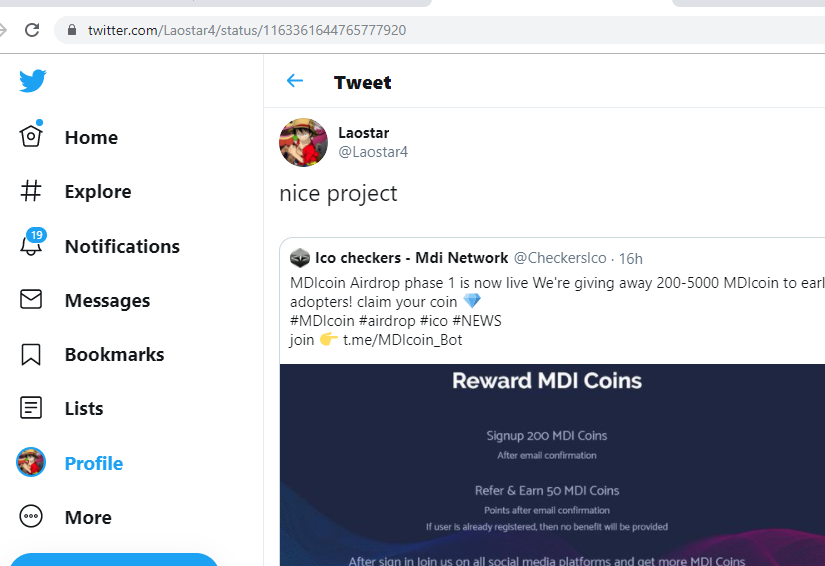 twitter.com/Laostar4/status/1163361644765777920
Tweet
Home
Explore
19
Notifications
Messages
Bookmarks
Lists
Profile
More
Laostar
@Laostar4
nice project
Ico checkers - Mdi Network @CheckersIco · 16h
MDIcoin Airdrop phase 1 is now live We're giving away 200-5000 MDIcoin to earl
adopters! claim your coin 💎
#MDIcoin #airdrop #ico #NEWS
join 👉 t.me/MDIcoin_Bot
Reward MDI Coins
Signup 200 MDI Coins
After email confirmation
Refer & Earn 50 MDI Coins
Points after email confirmation
If user is already registered, then no benefit will be provided
After sign in Join us on all social media platforms and get more MDI Coins